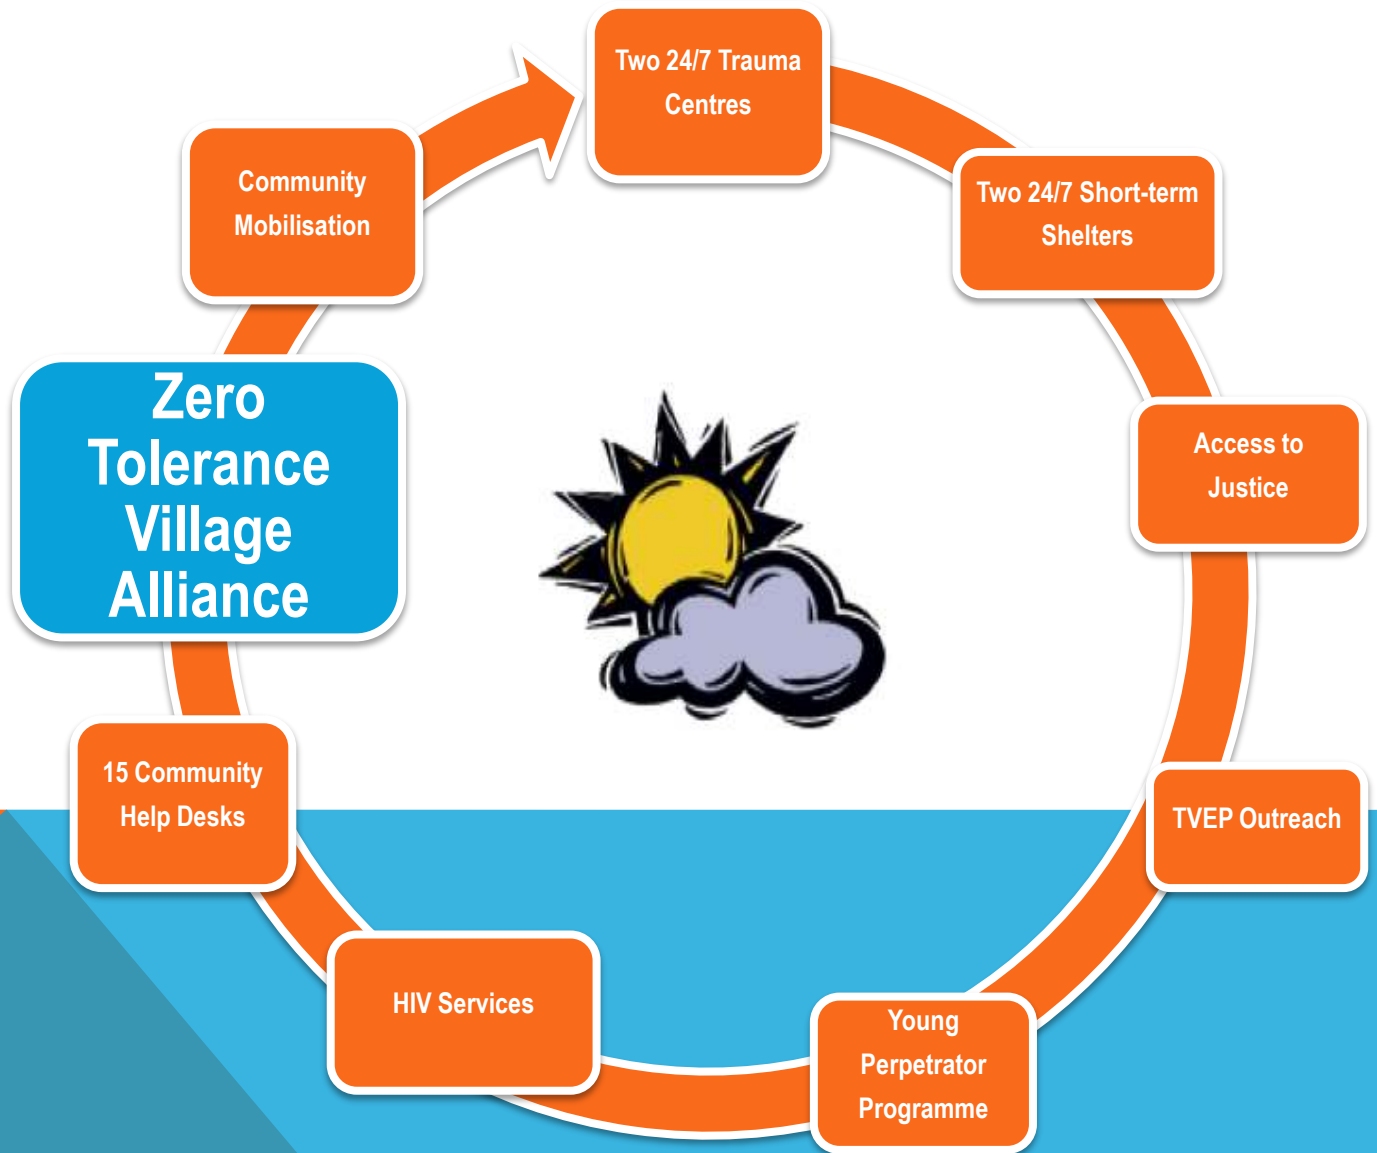 Two 24/7 Trauma
Centres
Two 24/7 Short-term
Shelters
Access to
Justice
TVEP Outreach
Young
Perpetrator
Programme
HIV Services
15 Community
Help Desks
Zero
Tolerance
Village
Alliance
Community
Mobilisation